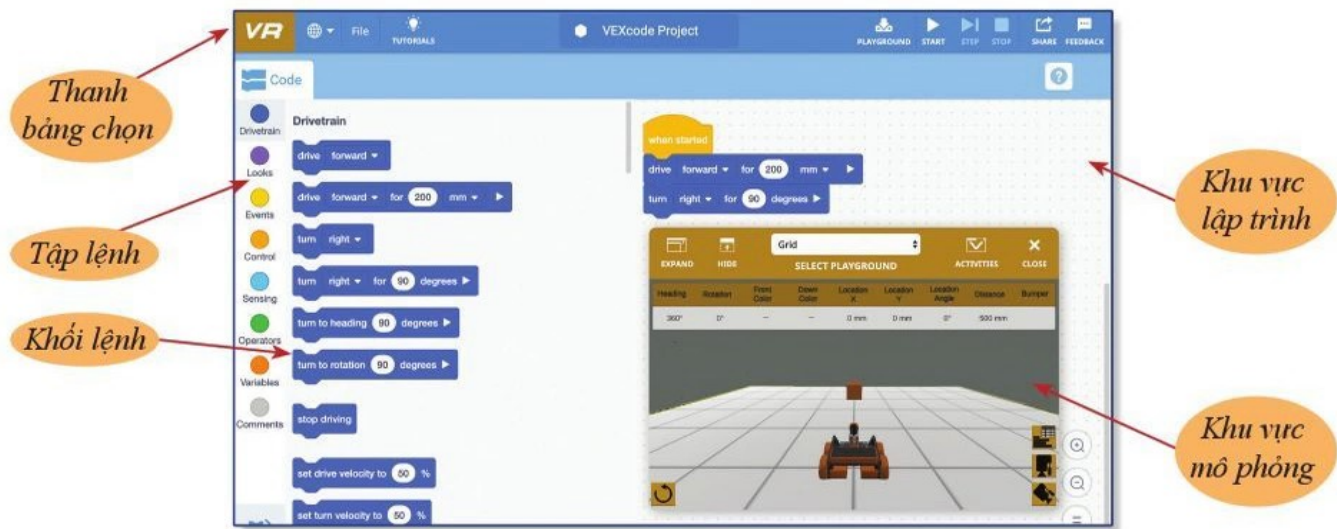 VR
File
TUTORIALS
VEXcode Project
PLAYGROUND
START
STEP
STOP
SHARE
FEEDBACK
Code
?
Thanh
bảng chọn
Tập lệnh
Khối lệnh
Khu vực
lập trình
Khu vực
mô phỏng
Drivetrain
Looks
Events
Control
Sensing
Operators
Variables
Comments
Drivetrain
drive forward
drive forward for 200 mm
turn right
turn right for 90 degrees
turn to heading 90 degrees
turn to rotation 90 degrees
stop driving
set drive velocity to 50 %
set turn velocity to 50 %
when started
drive forward for 200 mm
turn right for 90 degrees
EXPAND
HIDE
Grid
SELECT PLAYGROUND
ACTIVITIES
CLOSE
Heading Rotation Front Color Down Color Location X Location Y Location Angle Distance Bumper
360° 0° – – 0 mm 0 mm 0° 500 mm